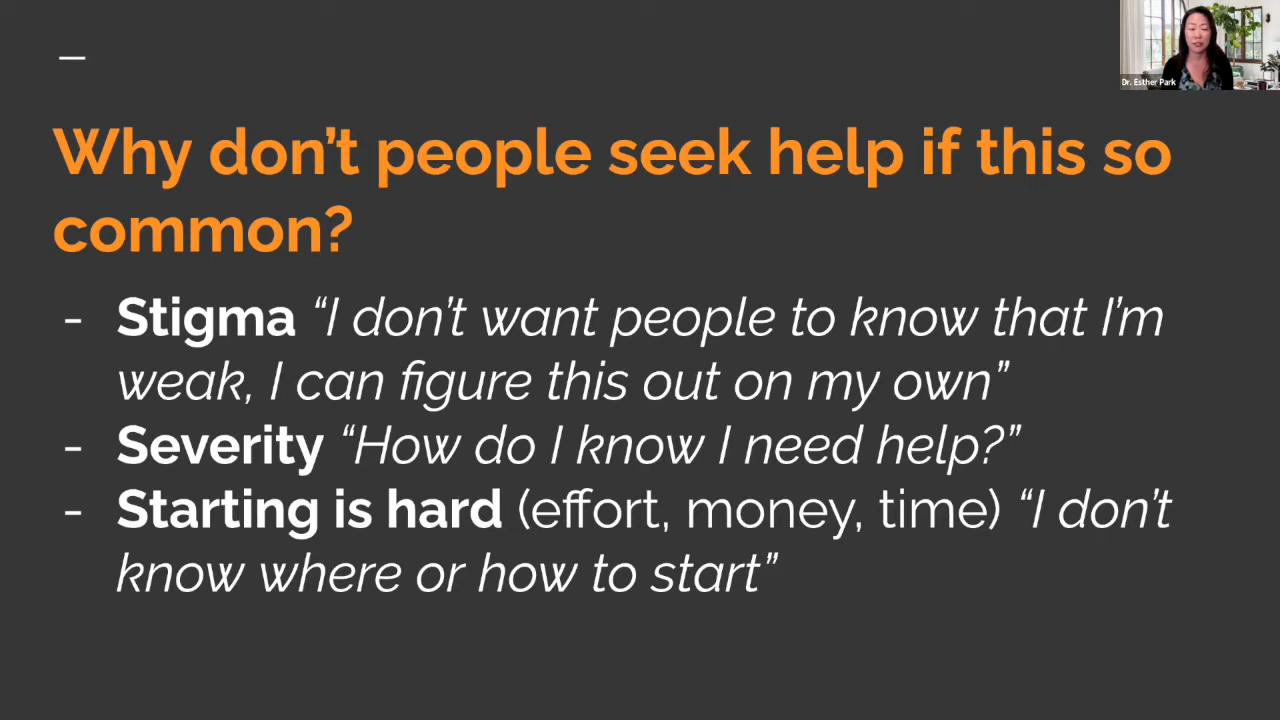 Dr. Esther Park
Why don’t people seek help if this so
common?
- Stigma “I don’t want people to know that I’m
weak, I can figure this out on my own”
- Severity “How do I know I need help?”
- Starting is hard (effort, money, time) “I don’t
know where or how to start”